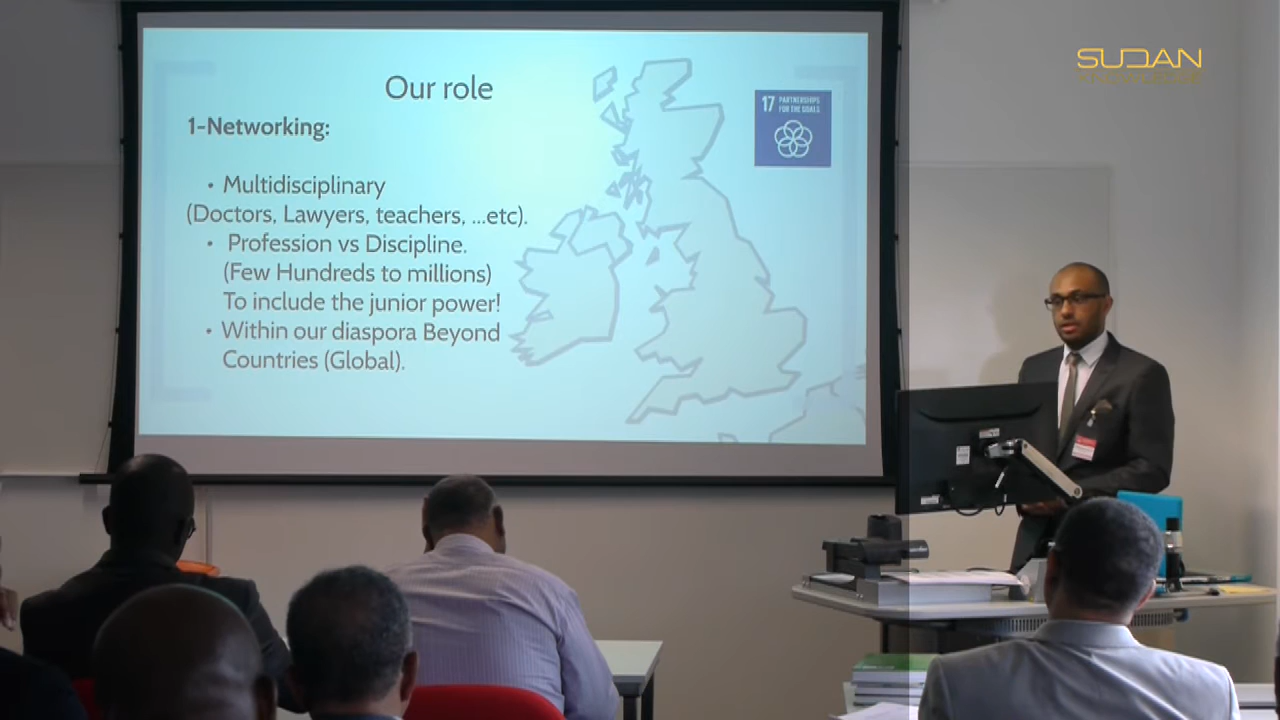 Our role
1-Networking:
• Multidisciplinary
(Doctors, Lawyers, teachers, ...etc).
• Profession vs Discipline.
(Few Hundreds to millions)
To include the junior power!
• Within our diaspora Beyond
Countries (Global).
17 PARTNERSHIPS
FOR THE GOALS
SUDAN